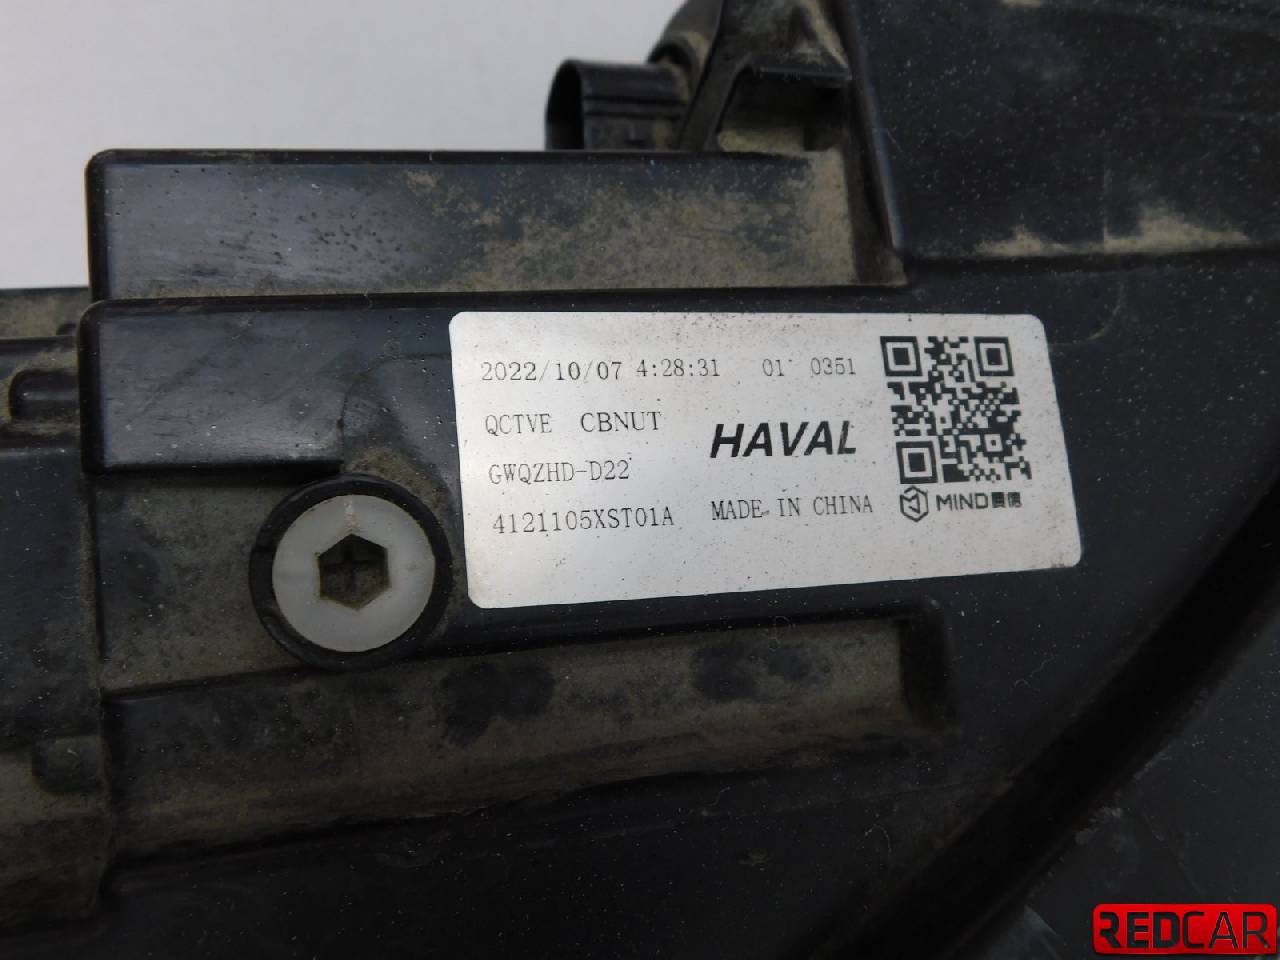 2022/10/07 4:28:31 01 0351
QCTVE CBNUT
HAVAL
GWQZHD-D22
4121105XST01A MADE IN CHINA
MIND
REDCAR